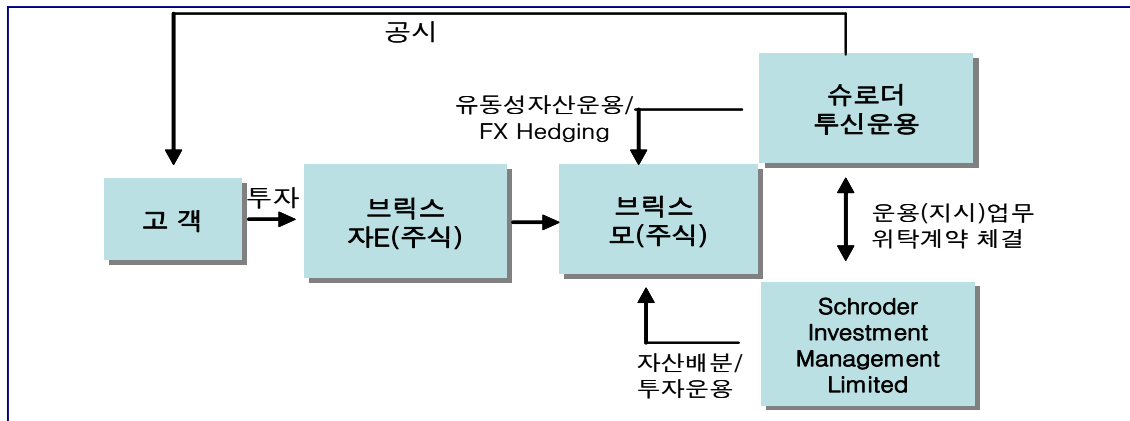 공시
슈로더
투신운용
유동성자산운용/
FX Hedging
고 객
투자
브릭스
자E(주식)
브릭스
모(주식)
운용(지시)업무
위탁계약 체결
자산배분/
투자운용
Schroder
Investment
Management
Limited